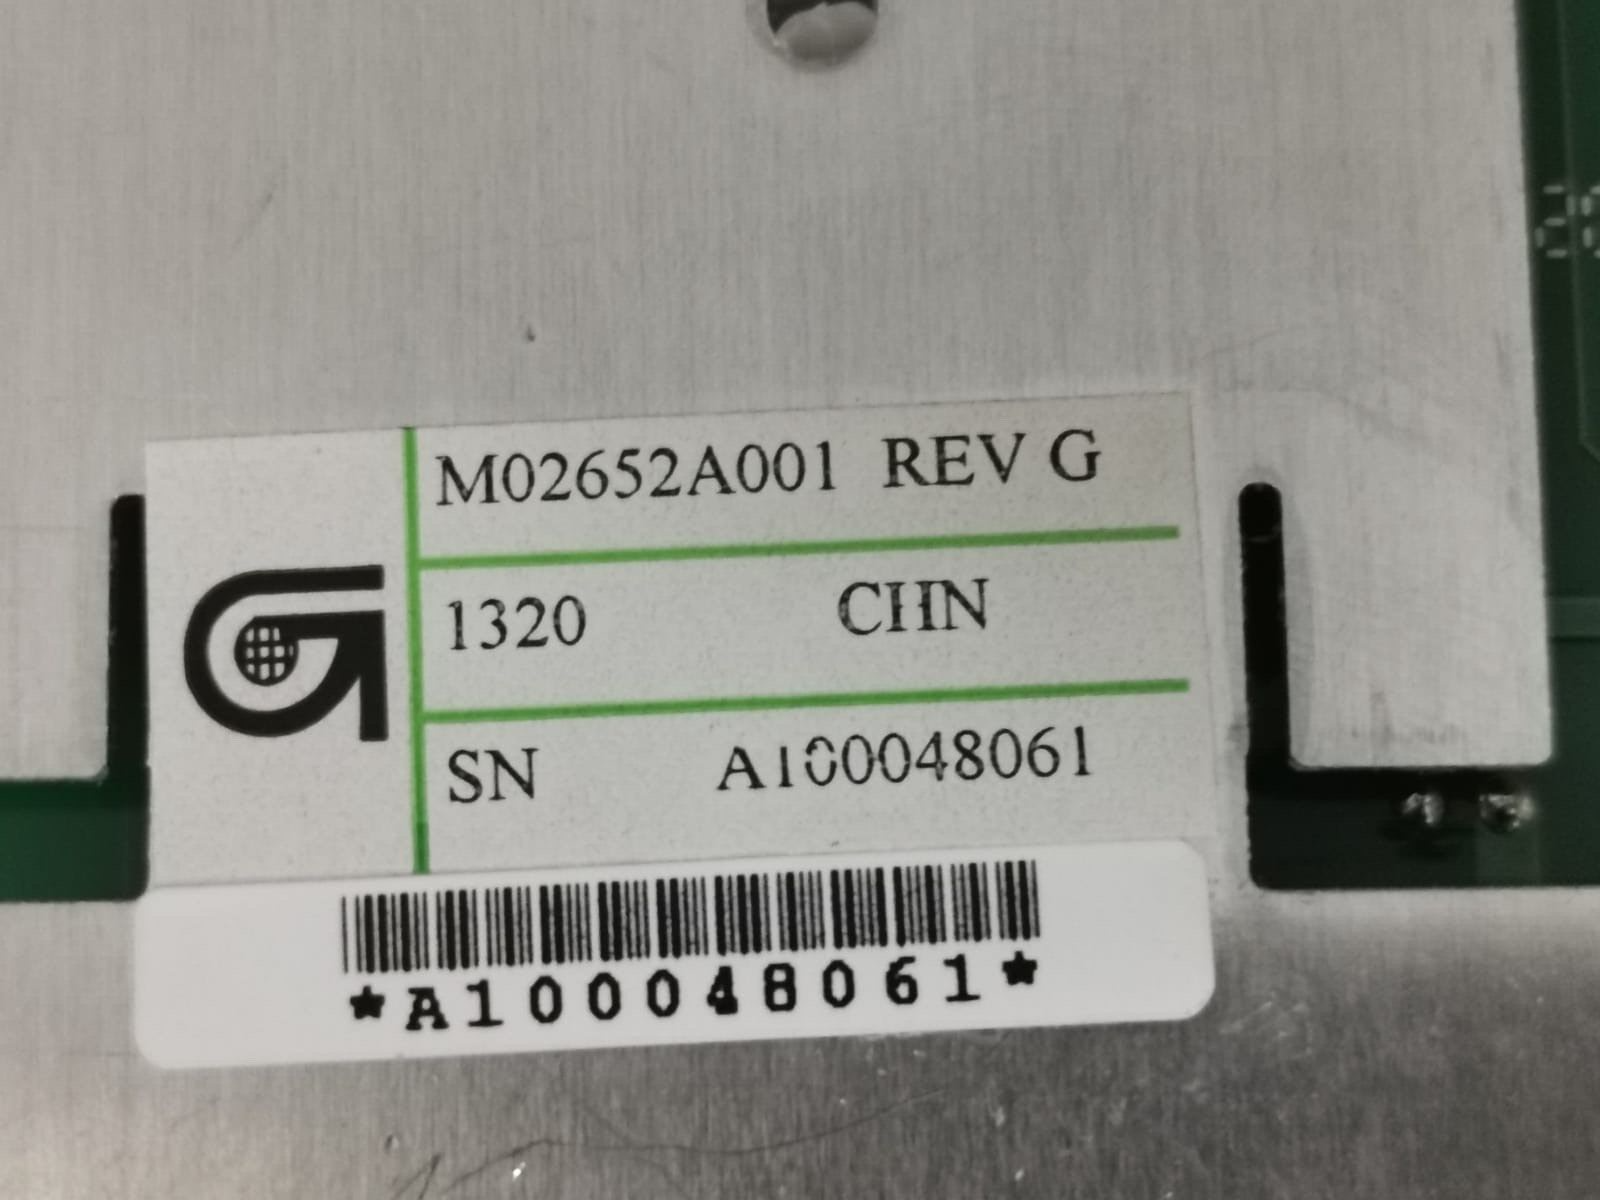 M02652A001 REV G
1320 CHN
SN A100048061
*A100048061*